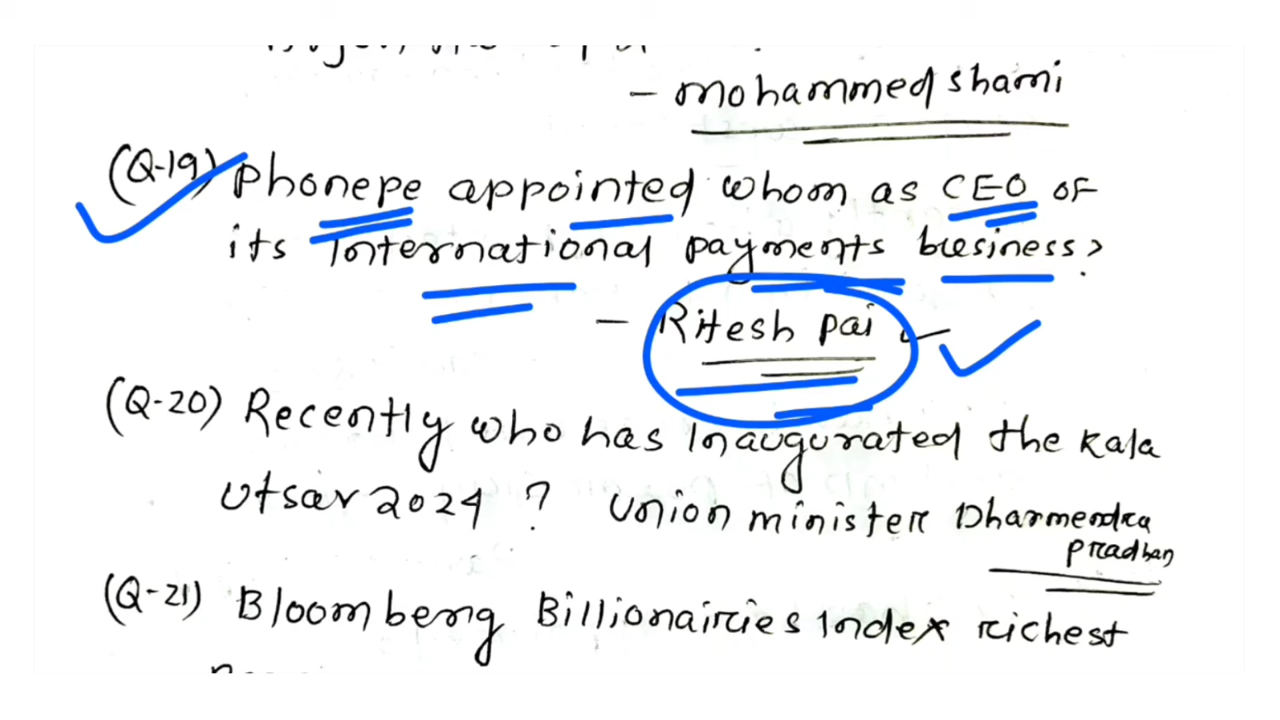 - Mohammed Shami
(Q-19) Phonepe appointed whom as CEO OF
its International payments business?
- Ritesh pai
(Q-20) Recently who has Inaugurated the Kala
Utsav 2024 ? Union minister Dharmendra
Pradhan
(Q-21) Bloomberg Billionairies Index richest